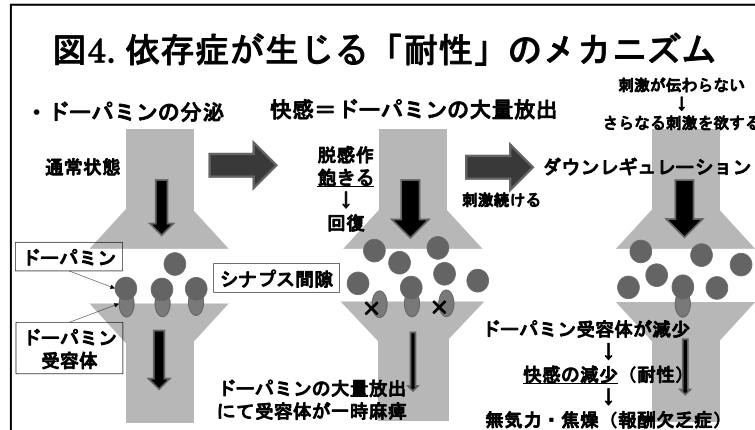 図4. 依存症が生じる「耐性」のメカニズム
・ドーパミンの分泌
快感＝ドーパミンの大量放出
刺激が伝わらない
↓
さらなる刺激を欲する
通常状態
脱感作
飽きる
↓
回復
刺激続ける
ダウンレギュレーション
ドーパミン
シナプス間隙
ドーパミン
受容体
ドーパミンの大量放出
にて受容体が一時麻痺
ドーパミン受容体が減少
↓
快感の減少（耐性）
↓
無気力・焦燥（報酬欠乏症）